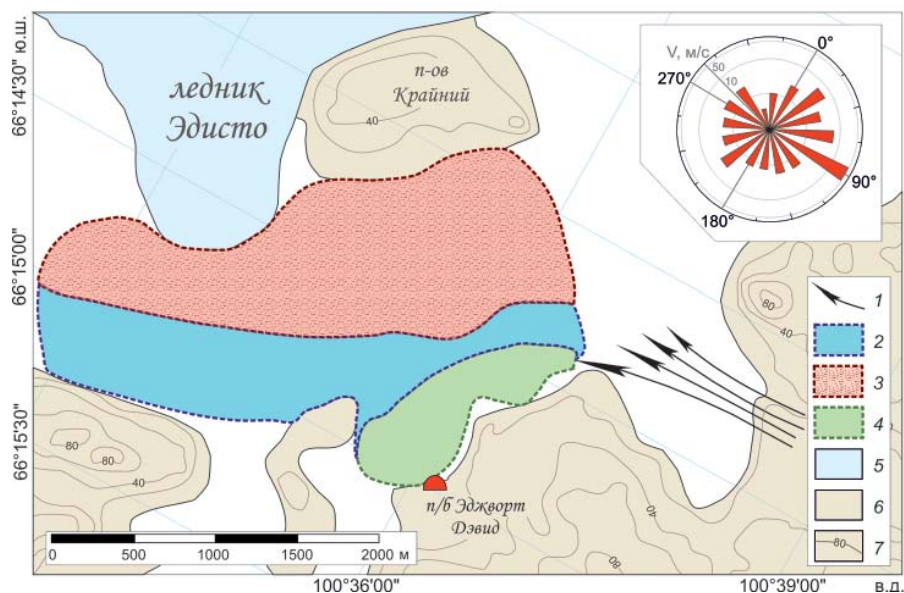 66°14'30" ю.ш.
66°15'00"
66°15'30"
ледник
Эдисто
п-ов
Крайний
40
V, м/с
50
10
0°
270°
90°
180°
80
40
1
2
3
4
5
6
80
7
80
80
40
40
80
п/б Эджворт
Дэвид
0 500 1000 1500 2000 м
100°36'00" 100°39'00" в.д.